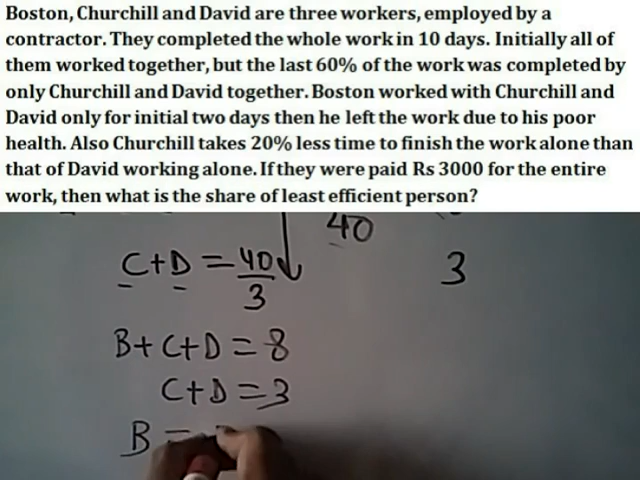 Boston, Churchill and David are three workers, employed by a
contractor. They completed the whole work in 10 days. Initially all of
them worked together, but the last 60% of the work was completed by
only Churchill and David together. Boston worked with Churchill and
David only for initial two days then he left the work due to his poor
health. Also Churchill takes 20% less time to finish the work alone than
that of David working alone. If they were paid Rs 3000 for the entire
work, then what is the share of least efficient person?
40
C+D = 40/3
3
B+C+D = 8
C+D = 3
B =